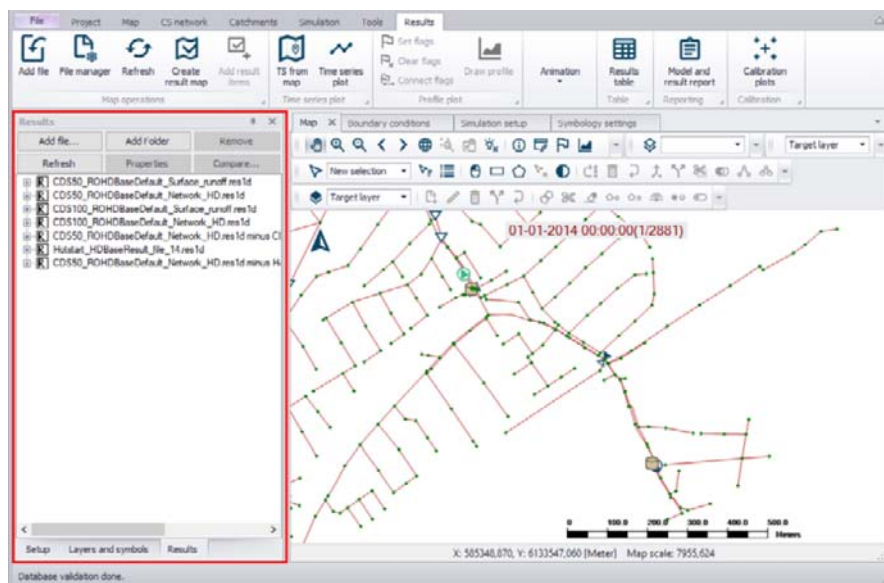 File Project Map CS network Catchments Simulation Tools Results
Add file File manager Refresh Create result map Add result items TS from map Time series plot Set flags Clear flags Connect flags Draw profile Animation Results table Model and result report Calibration plots
Map operations Time series plot Profile plot Table Reporting Calibration
Results
Map Boundary conditions Simulation setup Symbology settings
Add file... Add Folder Remove
Target layer
Refresh Properties Compare...
New selection
CDS50_ROHDBaseDefault_Surface_runoff.res1d
CDS50_ROHDBaseDefault_Network_HD.res1d
CDS100_ROHDBaseDefault_Surface_runoff.res1d
CDS100_ROHDBaseDefault_Network_HD.res1d
CDS50_ROHDBaseDefault_Network_HD.res1d minus
Hotstart_HDBaseResult_file_14.res1d
CDS50_ROHDBaseDefault_Network_HD.res1d minus
Target layer
01-01-2014 00:00:00(1/2881)
0 100.0 200.0 300.0 400.0 500.0
Meters
Setup Layers and symbols Results
X: 585348,870, Y: 6133547,060 [Meter] Map scale: 7955,624
Database validation done.